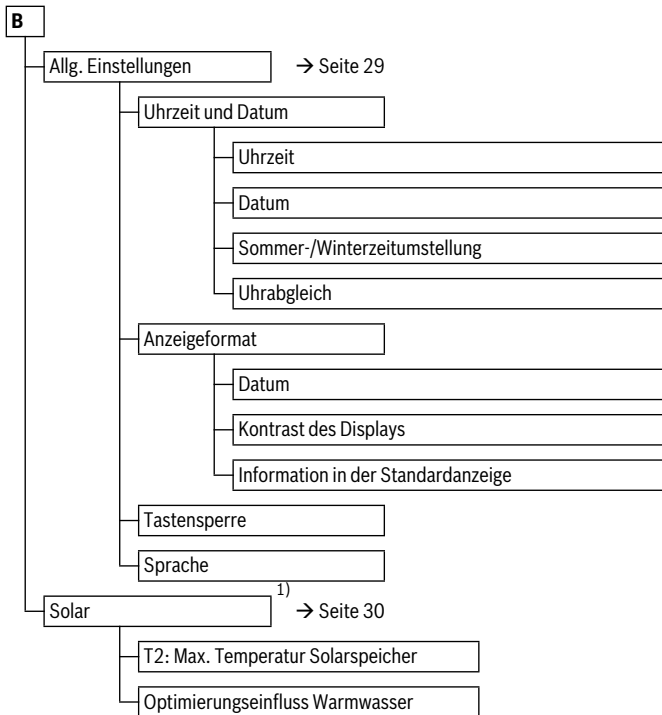 B
Allg. Einstellungen → Seite 29
Uhrzeit und Datum
Uhrzeit
Datum
Sommer-/Winterzeitumstellung
Uhrabgleich
Anzeigeformat
Datum
Kontrast des Displays
Information in der Standardanzeige
Tastensperre
Sprache
Solar 1) → Seite 30
T2: Max. Temperatur Solarspeicher
Optimierungseinfluss Warmwasser